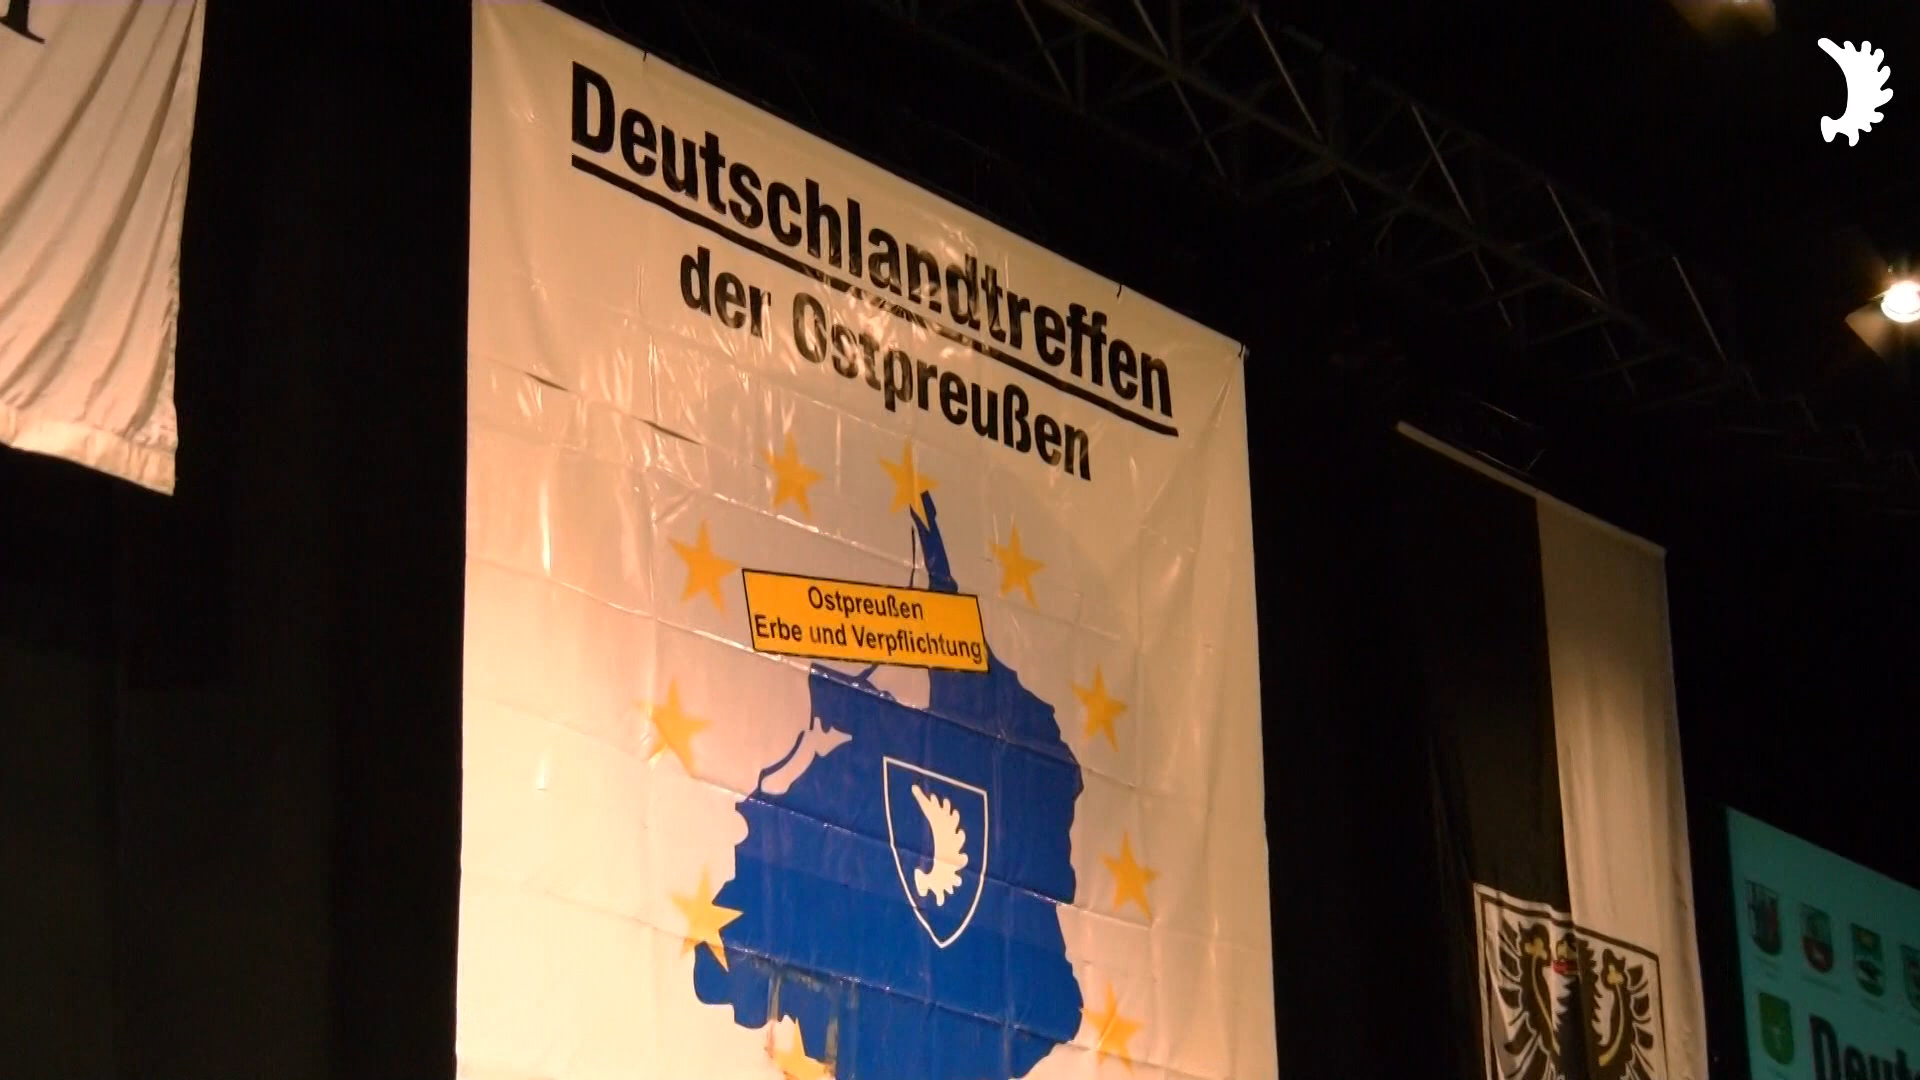 Deutschlandtreffen
der Ostpreußen
Ostpreußen
Erbe und Verpflichtung